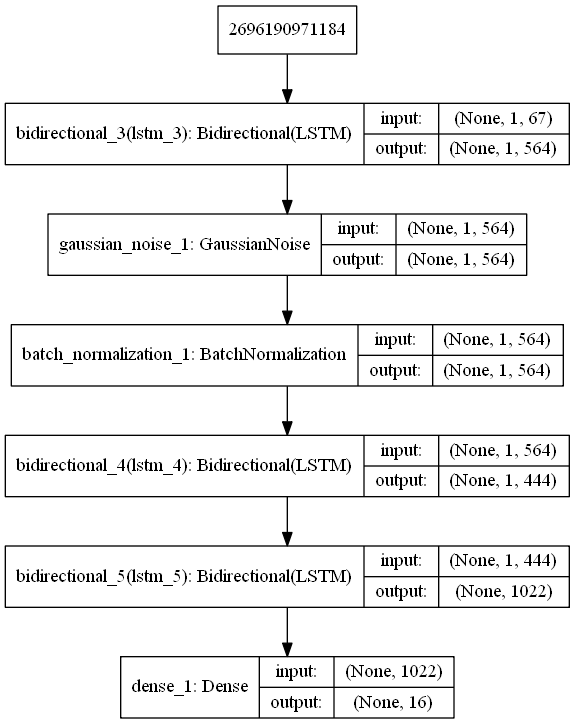 2696190971184
bidirectional_3(lstm_3): Bidirectional(LSTM)
input: (None, 1, 67)
output: (None, 1, 564)
gaussian_noise_1: GaussianNoise
input: (None, 1, 564)
output: (None, 1, 564)
batch_normalization_1: BatchNormalization
input: (None, 1, 564)
output: (None, 1, 564)
bidirectional_4(lstm_4): Bidirectional(LSTM)
input: (None, 1, 564)
output: (None, 1, 444)
bidirectional_5(lstm_5): Bidirectional(LSTM)
input: (None, 1, 444)
output: (None, 1022)
dense_1: Dense
input: (None, 1022)
output: (None, 16)